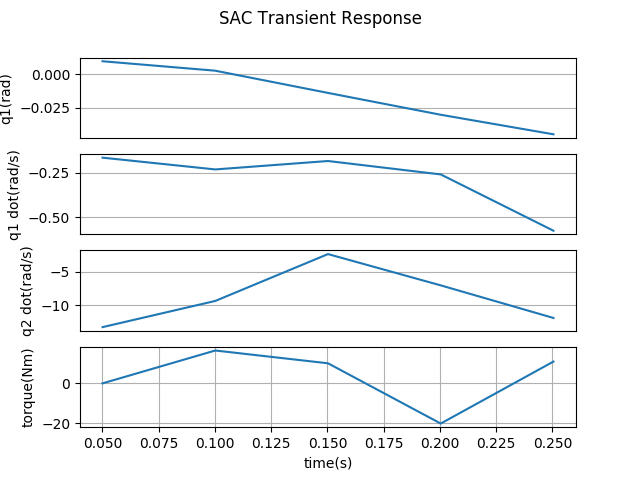 SAC Transient Response
q1(rad)
0.000
−0.025
q1 dot(rad/s)
−0.25
−0.50
q2 dot(rad/s)
−5
−10
torque(Nm)
0
−20
0.050 0.075 0.100 0.125 0.150 0.175 0.200 0.225 0.250
time(s)